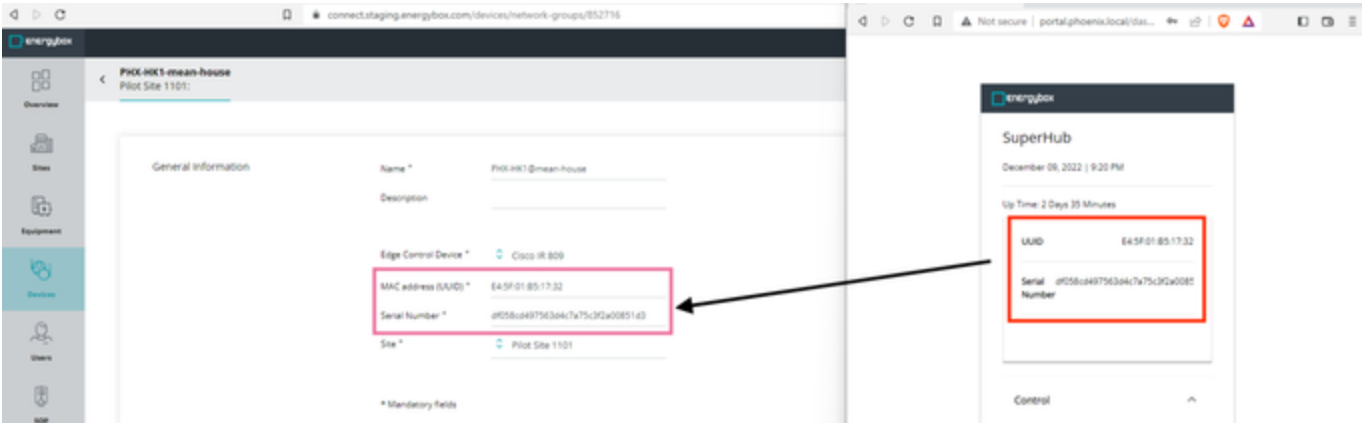 connect.staging.energybox.com/devices/network-groups/852716
energybox
PHX-HK1-mean-house
Pilot Site 1101:
Overview
Sites
Equipment
Devices
Users
SOP
General Information
Name *
PHX-HK1@mean-house
Description
Edge Control Device *
Cisco IR 809
MAC address (UUID) *
E4:5F:01:B5:17:32
Serial Number *
df058cd497563d4c7a75c3f2a00851d3
Site *
Pilot Site 1101
* Mandatory fields
Not secure | portal.phoenix.local/das...
energybox
SuperHub
December 09, 2022 | 9:20 PM
Up Time: 2 Days 35 Minutes
UUID
E4:5F:01:B5:17:32
Serial Number
df058cd497563d4c7a75c3f2a0085
Control